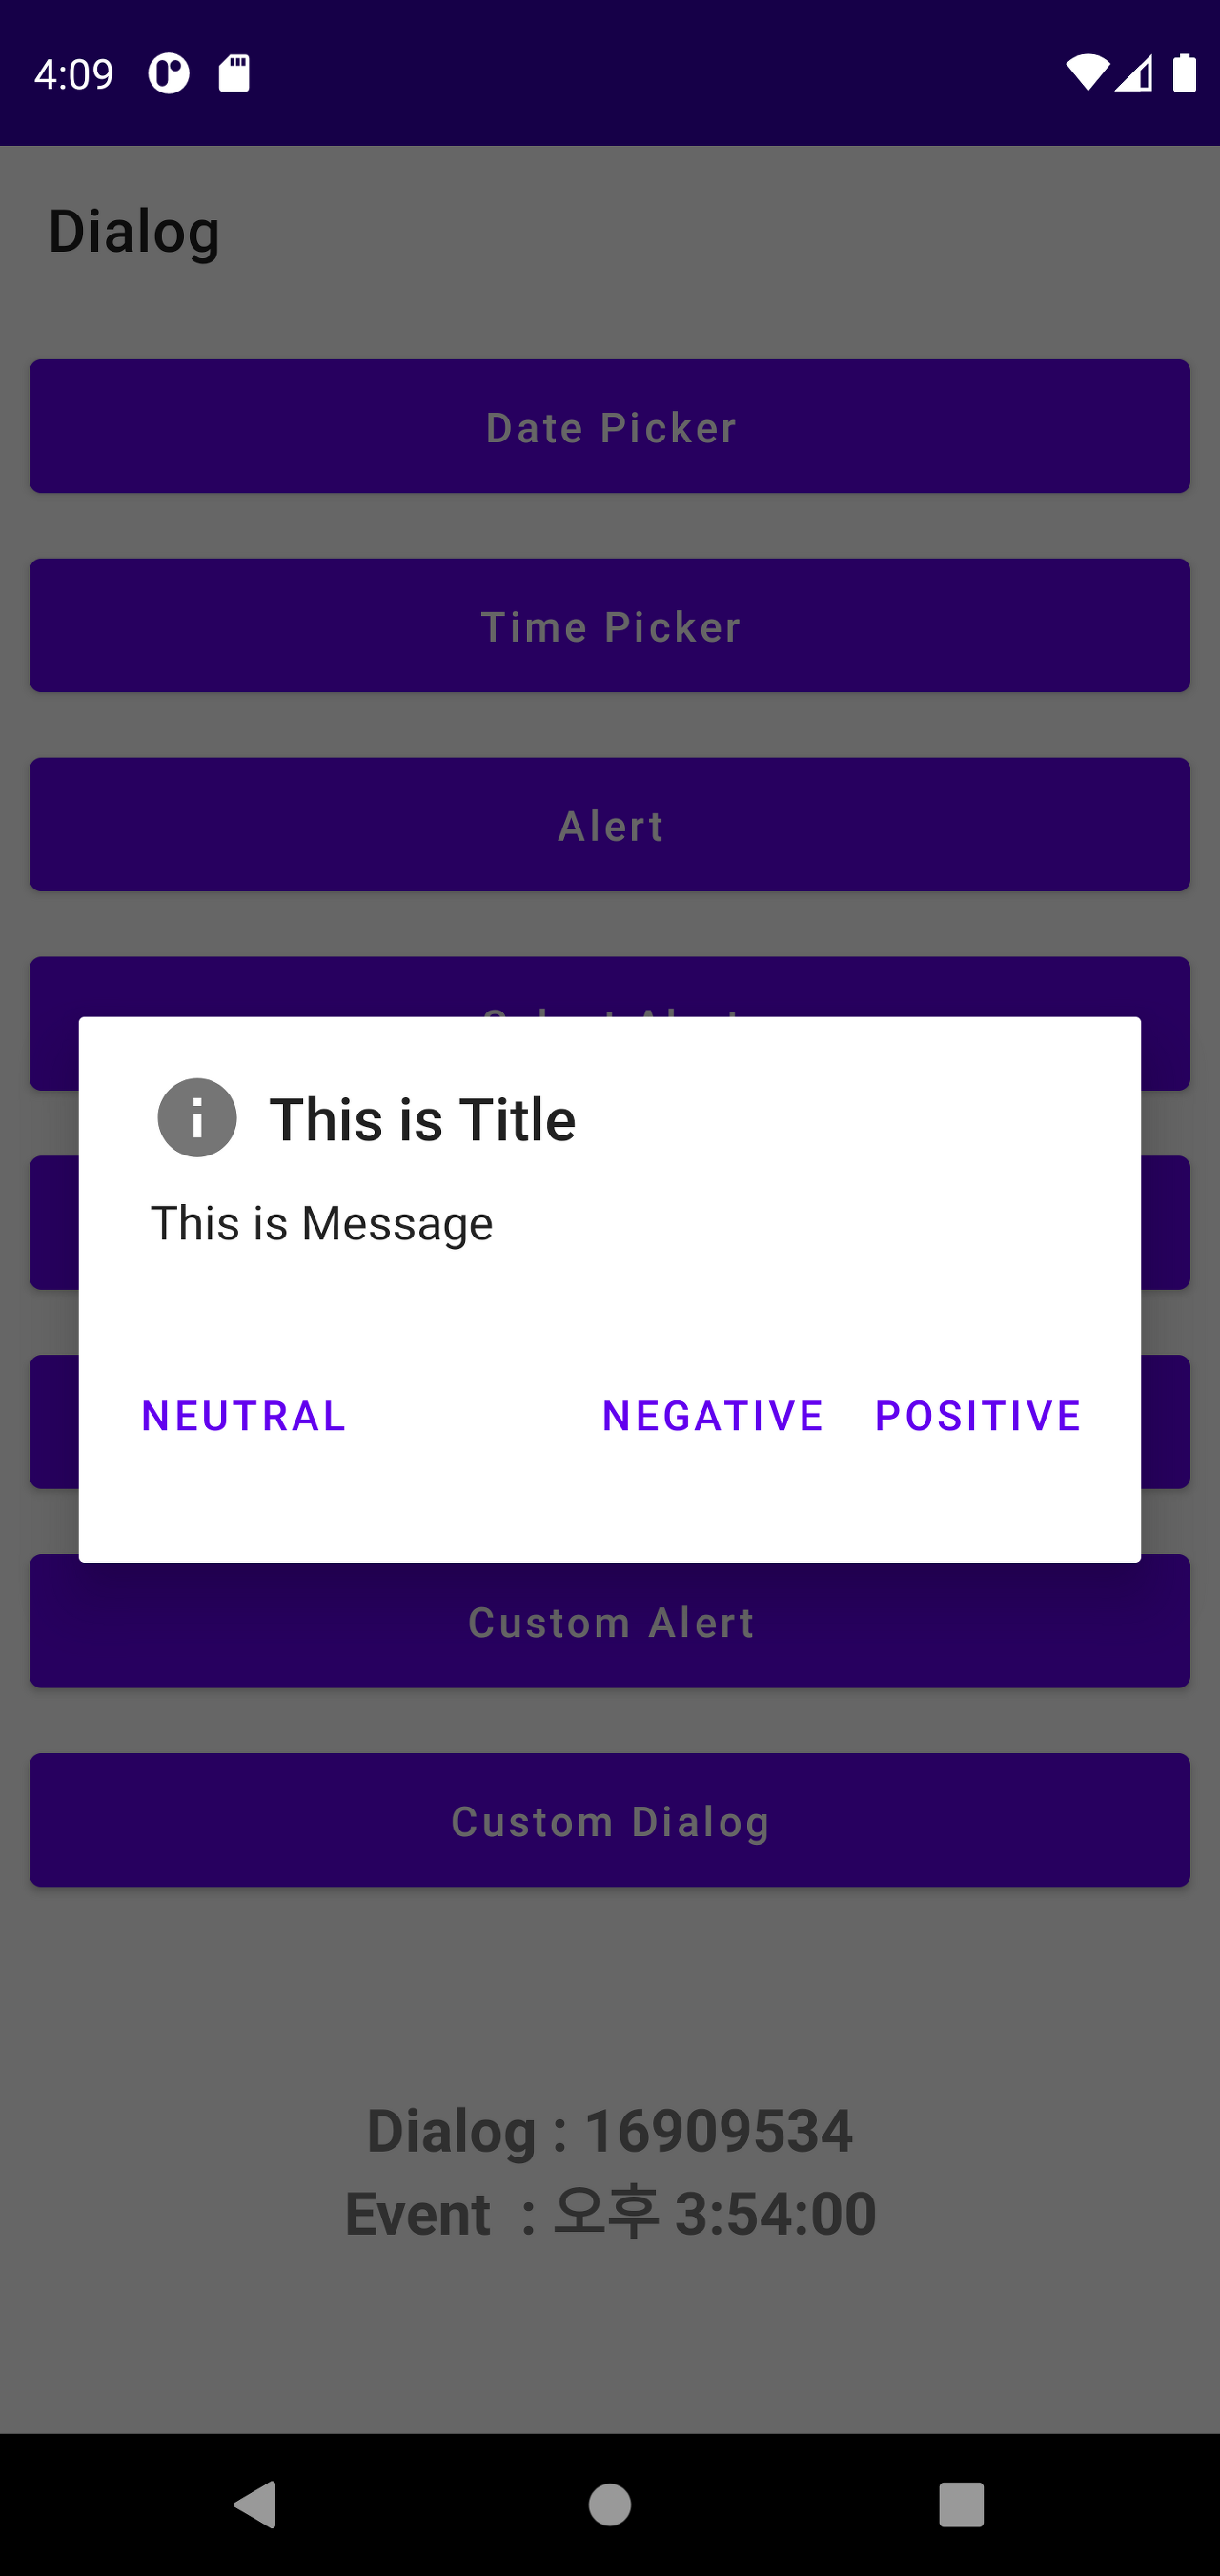 4:09
Dialog
Date Picker
Time Picker
Alert
This is Title
This is Message
NEUTRAL NEGATIVE POSITIVE
Custom Alert
Custom Dialog
Dialog : 16909534
Event : 오후 3:54:00